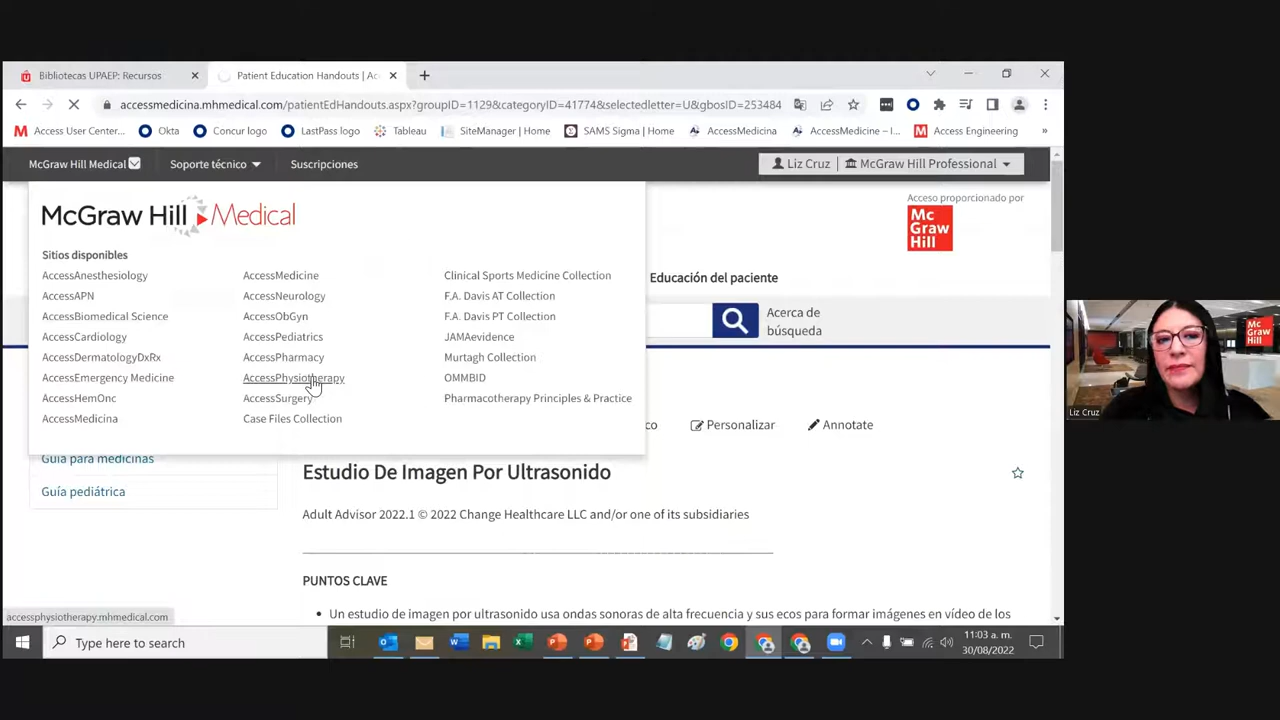 Bibliotecas UPAEP: Recursos
Patient Education Handouts | Ac
accessmedicina.mhmedical.com/patientEdHandouts.aspx?groupID=1129&categoryID=41774&selectedletter=U&gbosID=253484
Access User Center... Okta Concur logo LastPass logo Tableau SiteManager | Home SAMS Sigma | Home AccessMedicina AccessMedicine – I... Access Engineering »
McGraw Hill Medical Soporte técnico Suscripciones Liz Cruz McGraw Hill Professional
McGraw Hill Medical
Acceso proporcionado por
Mc
Graw
Hill
Sitios disponibles
AccessAnesthesiology AccessMedicine Clinical Sports Medicine Collection
Educación del paciente
AccessAPN AccessNeurology F.A. Davis AT Collection
AccessBiomedical Science AccessObGyn F.A. Davis PT Collection
Acerca de
búsqueda
AccessCardiology AccessPediatrics JAMAevidence
AccessDermatologyDxRx AccessPharmacy Murtagh Collection
AccessEmergency Medicine AccessPhysiotherapy OMMBID
AccessHemOnc AccessSurgery Pharmacotherapy Principles & Practice
AccessMedicina Case Files Collection
co Personalizar Annotate
Guía para medicinas
Guía pediátrica
Estudio De Imagen Por Ultrasonido
Adult Advisor 2022.1 © 2022 Change Healthcare LLC and/or one of its subsidiaries
PUNTOS CLAVE
• Un estudio de imagen por ultrasonido usa ondas sonoras de alta frecuencia y sus ecos para formar imágenes en vídeo de los
accessphysiotherapy.mhmedical.com
Type here to search
11:03 a. m.
30/08/2022
Mc
Graw
Hill
Liz Cruz